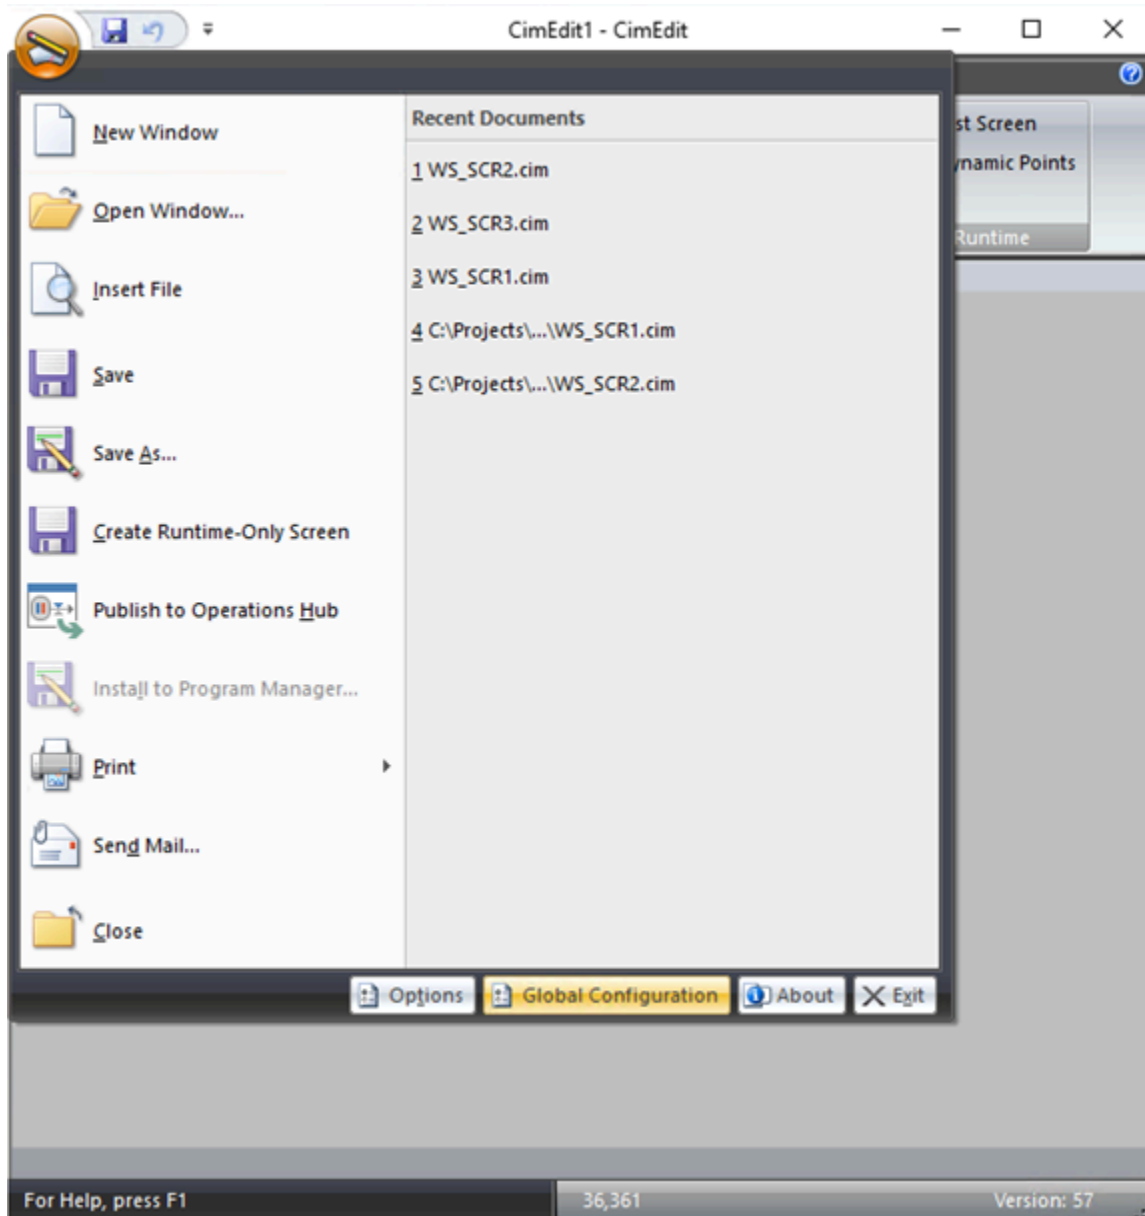 CimEdit1 - CimEdit
New Window
Open Window...
Insert File
Save
Save As...
Create Runtime-Only Screen
Publish to Operations Hub
Install to Program Manager...
Print
Send Mail...
Close
Recent Documents
1 WS_SCR2.cim
2 WS_SCR3.cim
3 WS_SCR1.cim
4 C:\Projects\...\WS_SCR1.cim
5 C:\Projects\...\WS_SCR2.cim
st Screen
ynamic Points
Runtime
Options Global Configuration About Exit
For Help, press F1 36,361 Version: 57